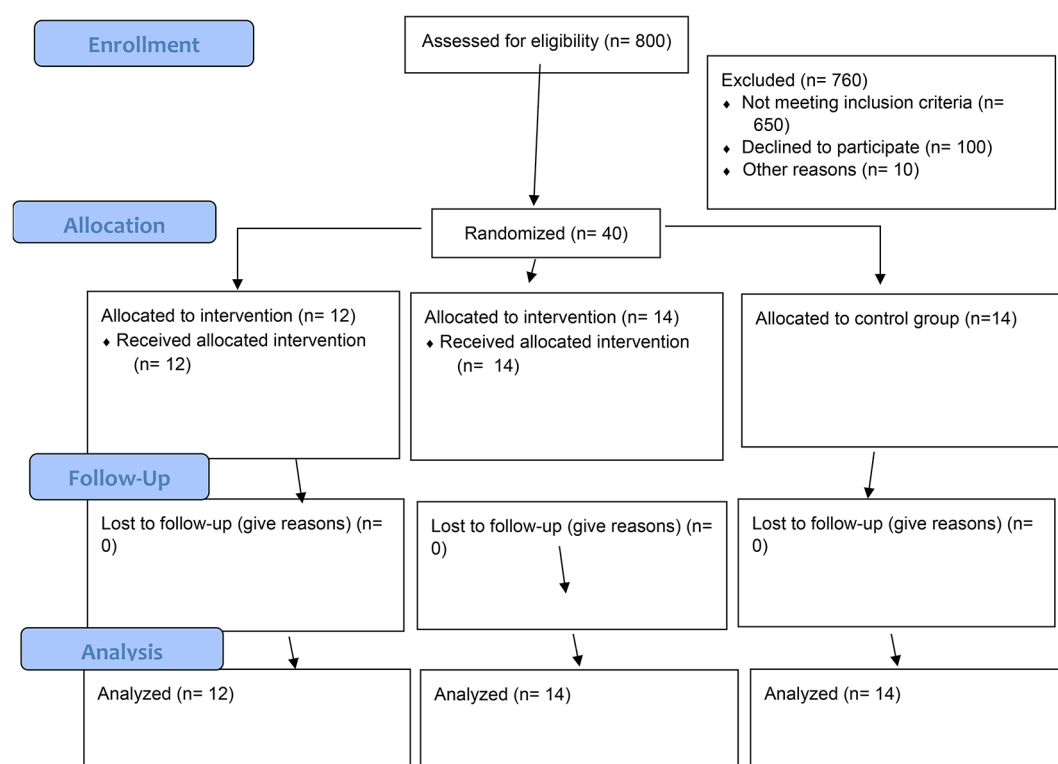 Enrollment
Assessed for eligibility (n= 800)
Excluded (n= 760)
♦ Not meeting inclusion criteria (n=
650)
♦ Declined to participate (n= 100)
♦ Other reasons (n= 10)
Allocation
Randomized (n= 40)
Allocated to intervention (n= 12)
♦ Received allocated intervention
(n= 12)
Allocated to intervention (n= 14)
♦ Received allocated intervention
(n=  14)
Allocated to control group (n=14)
Follow-Up
Lost to follow-up (give reasons) (n=
0)
Lost to follow-up (give reasons) (n=
0)
Lost to follow-up (give reasons) (n=
0)
Analysis
Analyzed (n= 12)
Analyzed (n= 14)
Analyzed (n= 14)